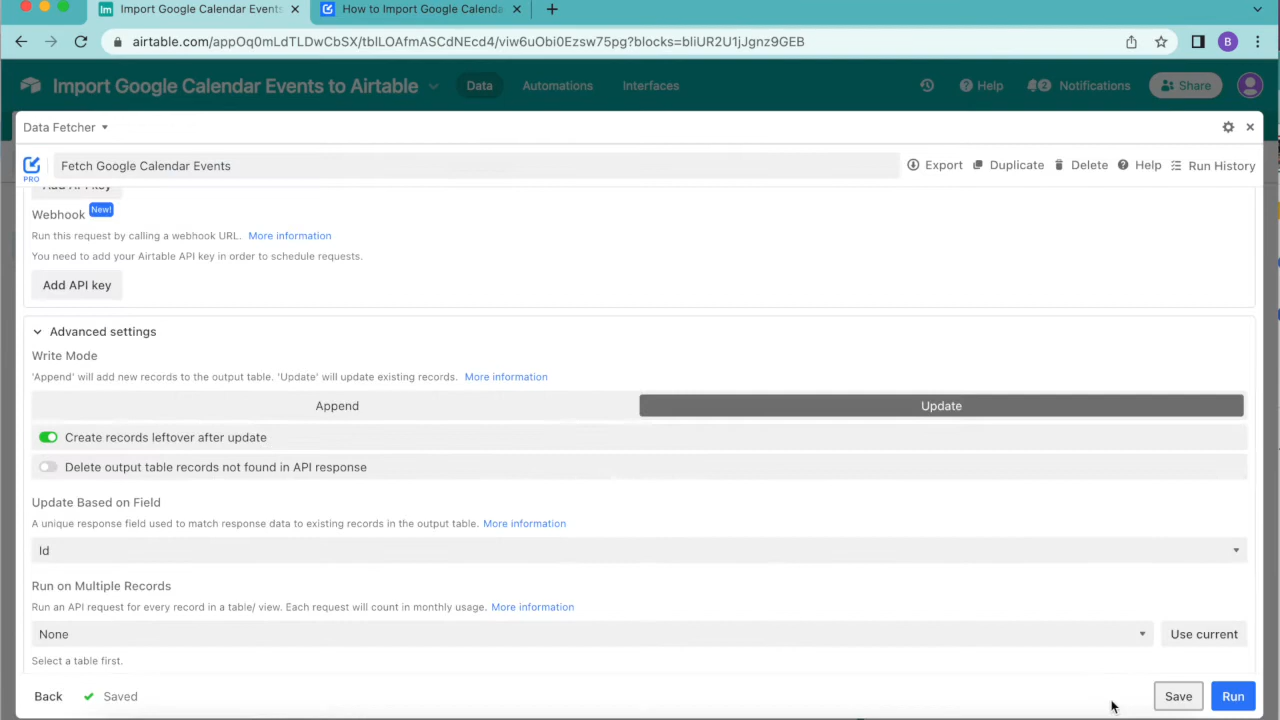 Import Google Calendar Events
How to Import Google Calenda
airtable.com/appOq0mLdTLDwCbSX/tblLOAfmASCdNEcd4/viw6uObi0Ezsw75pg?blocks=bliUR2U1jJgnz9GEB
B
Import Google Calendar Events to Airtable
Data
Automations
Interfaces
Help
2
Notifications
Share
Data Fetcher
PRO
Fetch Google Calendar Events
Export
Duplicate
Delete
Help
Run History
Add API key
Webhook New!
Run this request by calling a webhook URL. More information
You need to add your Airtable API key in order to schedule requests.
Add API key
Advanced settings
Write Mode
'Append' will add new records to the output table. 'Update' will update existing records. More information
Append
Update
Create records leftover after update
Delete output table records not found in API response
Update Based on Field
A unique response field used to match response data to existing records in the output table. More information
Id
Run on Multiple Records
Run an API request for every record in a table/ view. Each request will count in monthly usage. More information
None
Use current
Select a table first.
Back
Saved
Save
Run